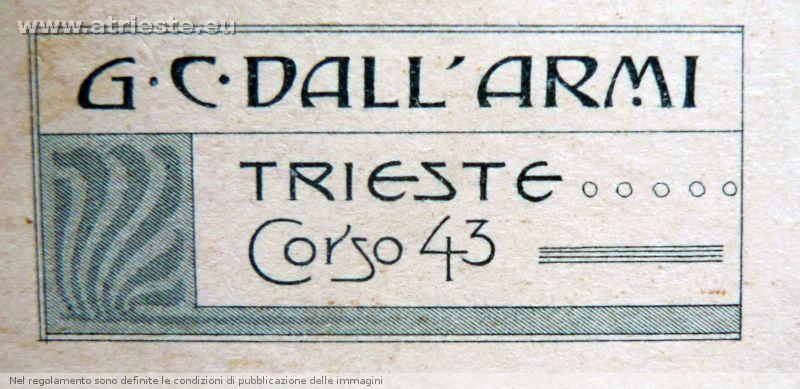 www.atrieste.eu
G·C·DALL'ARMI
TRIESTE
Corso 43
Nel regolamento sono definite le condizioni di pubblicazione delle immagini